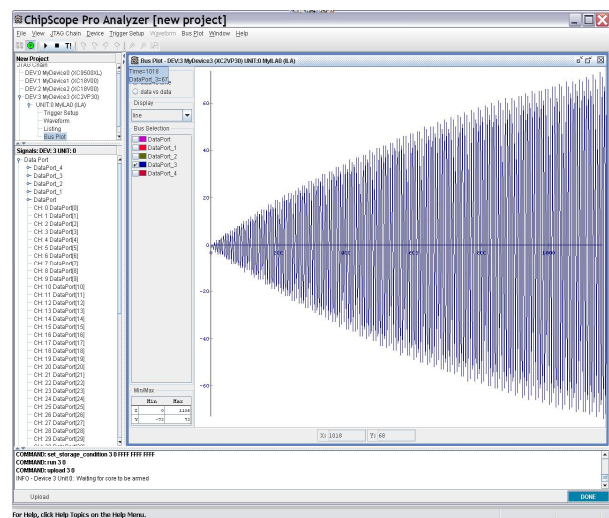 ChipScope Pro Analyzer [new project]
File View JTAG Chain Device Trigger Setup Waveform Bus Plot Window Help
T!
New Project
JTAG Chain
DEV:0 MyDevice0 (XC9500XL)
DEV:1 MyDevice1 (XC18V00)
DEV:2 MyDevice2 (XC18V00)
DEV:3 MyDevice3 (XC2VP30)
UNIT:0 MyILA0 (ILA)
Trigger Setup
Waveform
Listing
Bus Plot
Signals: DEV: 3 UNIT: 0
Data Port
DataPort_4
DataPort_3
DataPort_2
DataPort_1
DataPort
CH: 0 DataPort[0]
CH: 1 DataPort[1]
CH: 2 DataPort[2]
CH: 3 DataPort[3]
CH: 4 DataPort[4]
CH: 5 DataPort[5]
CH: 6 DataPort[6]
CH: 7 DataPort[7]
CH: 8 DataPort[8]
CH: 9 DataPort[9]
CH: 10 DataPort[10]
CH: 11 DataPort[11]
CH: 12 DataPort[12]
CH: 13 DataPort[13]
CH: 14 DataPort[14]
CH: 15 DataPort[15]
CH: 16 DataPort[16]
CH: 17 DataPort[17]
CH: 18 DataPort[18]
CH: 19 DataPort[19]
CH: 20 DataPort[20]
CH: 21 DataPort[21]
CH: 22 DataPort[22]
CH: 23 DataPort[23]
CH: 24 DataPort[24]
CH: 25 DataPort[25]
CH: 26 DataPort[26]
CH: 27 DataPort[27]
CH: 28 DataPort[28]
CH: 29 DataPort[29]
Bus Plot - DEV:3 MyDevice3 (XC2VP30) UNIT:0 MyILA0 (ILA)
Time=1018
DataPort_3=67
data vs data
Display
line
Bus Selection
DataPort
DataPort_1
DataPort_2
DataPort_3
DataPort_4
Min/Max
Min Max
X 0
Y -73 73
60
40
20
0
-20
-40
-60
200 400 600 800 1000
X: 1018 Y: 68
COMMAND: set_storage_condition 3 0 FFFF FFFF FFFF
COMMAND: run 3 0
COMMAND: upload 3 0
INFO - Device 3 Unit 0: Waiting for core to be armed
Upload
DONE
For Help, click Help Topics on the Help Menu.